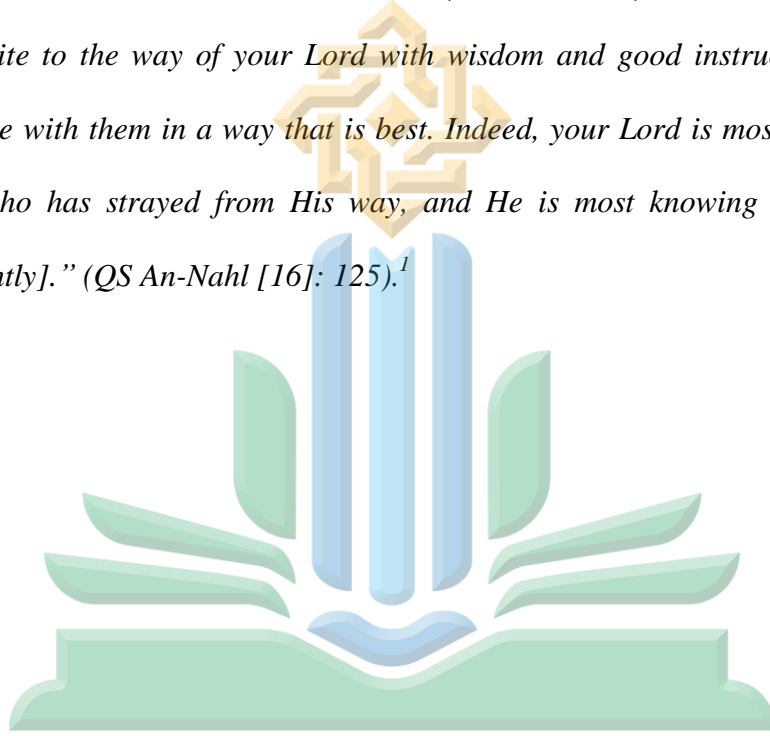 ite to the way of your Lord with wisdom and good instruc
e with them in a way that is best. Indeed, your Lord is mos
ho has strayed from His way, and He is most knowing
ntly].” (QS An-Nahl [16]: 125).1